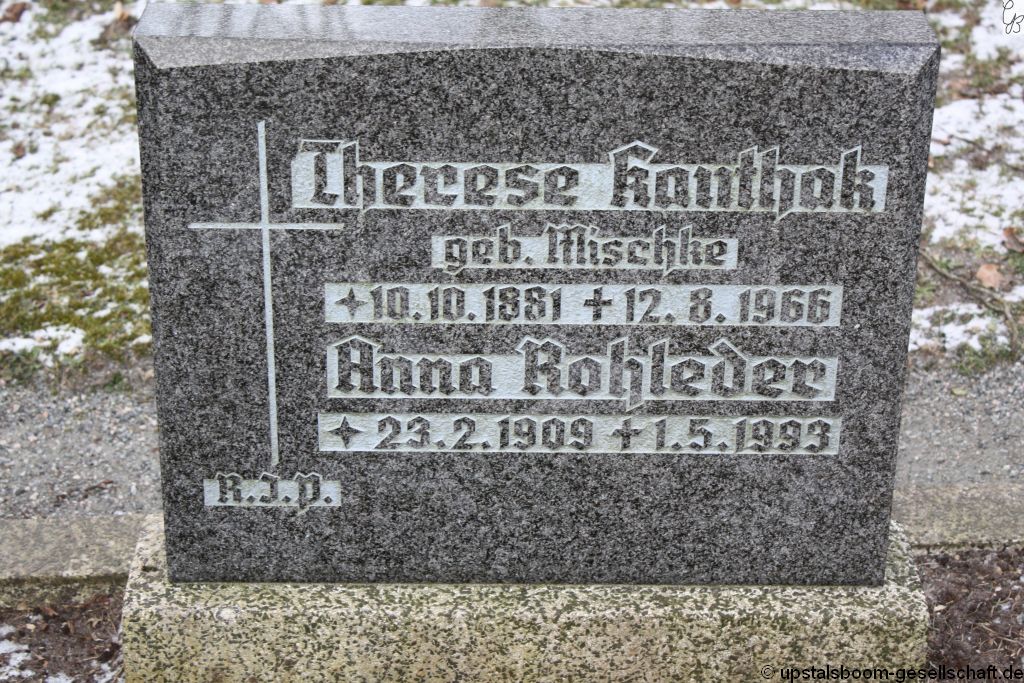 Therese Kauthak
geb. Mischke
✦10.10.1881 ✝12.8.1966
Anna Rohleder
✦23.2.1909 ✝1.5.1993
R.I.P.
© upstalsboom-gesellschaft.de